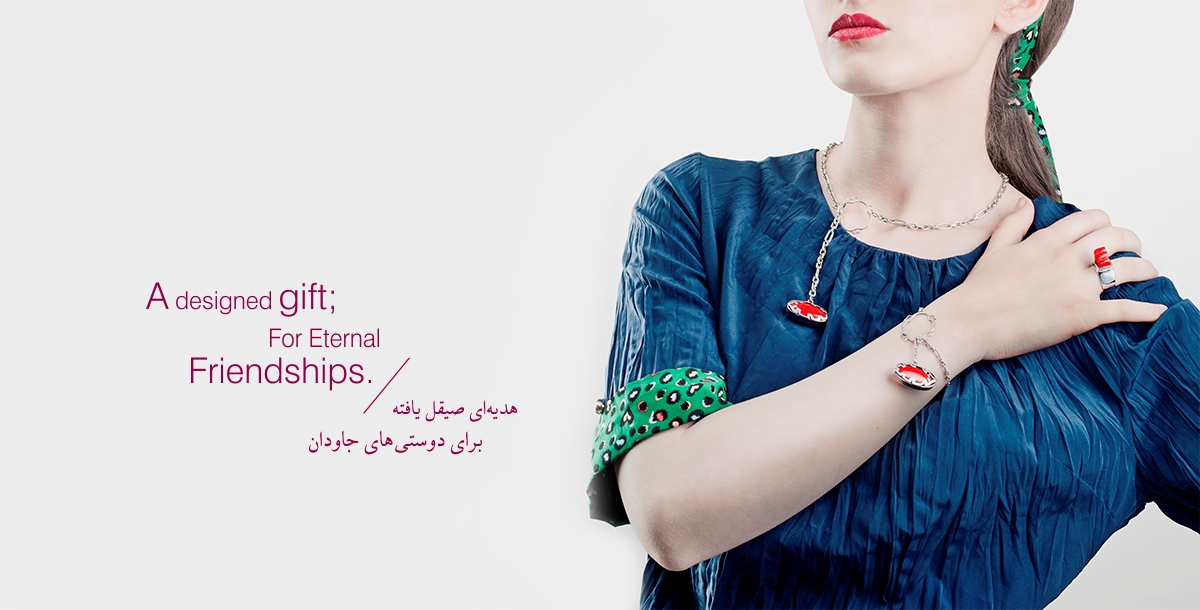 A designed gift;
For Eternal
Friendships.
هدیه‌ای صیقل یافته
برای دوستی‌های جاودان